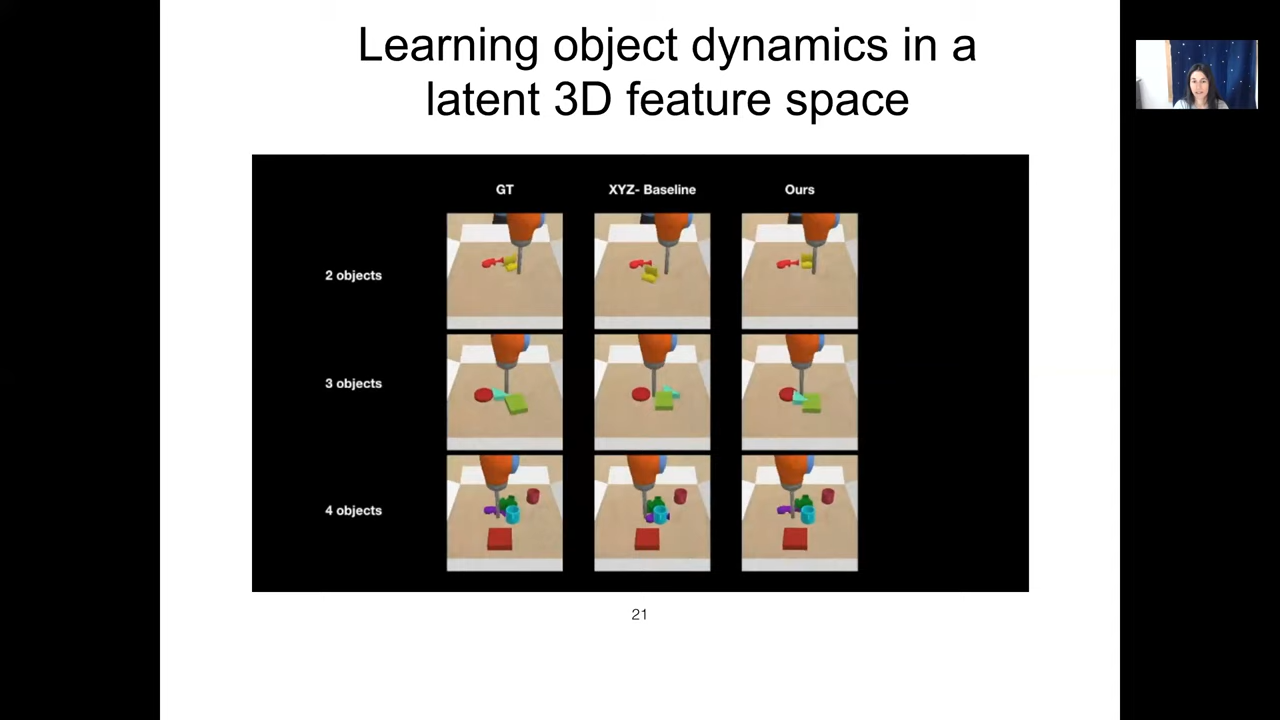 Learning object dynamics in a
latent 3D feature space
GT
XYZ- Baseline
Ours
2 objects
3 objects
4 objects
21